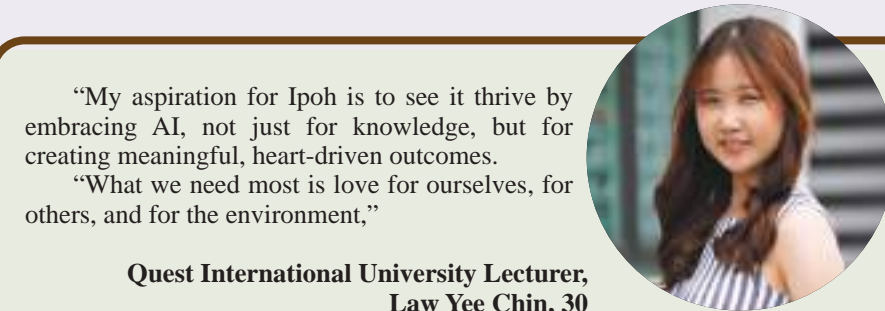 “My aspiration for Ipoh is to see it thrive by
embracing AI, not just for knowledge, but for
creating meaningful, heart-driven outcomes.
“What we need most is love for ourselves, for
others, and for the environment,”
Quest International University Lecturer,
Law Yee Chin, 30